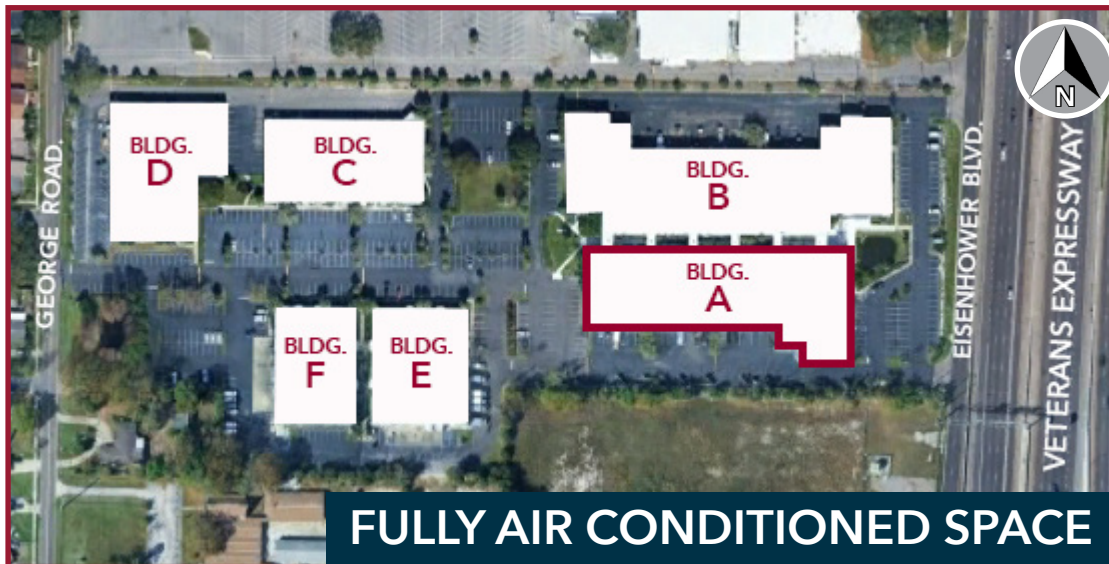 N
BLDG.
D
BLDG.
C
BLDG.
B
BLDG.
A
BLDG.
F
BLDG.
E
GEORGE ROAD.
EISENHOWER BLVD.
VETERANS EXPRESSWAY
FULLY AIR CONDITIONED SPACE